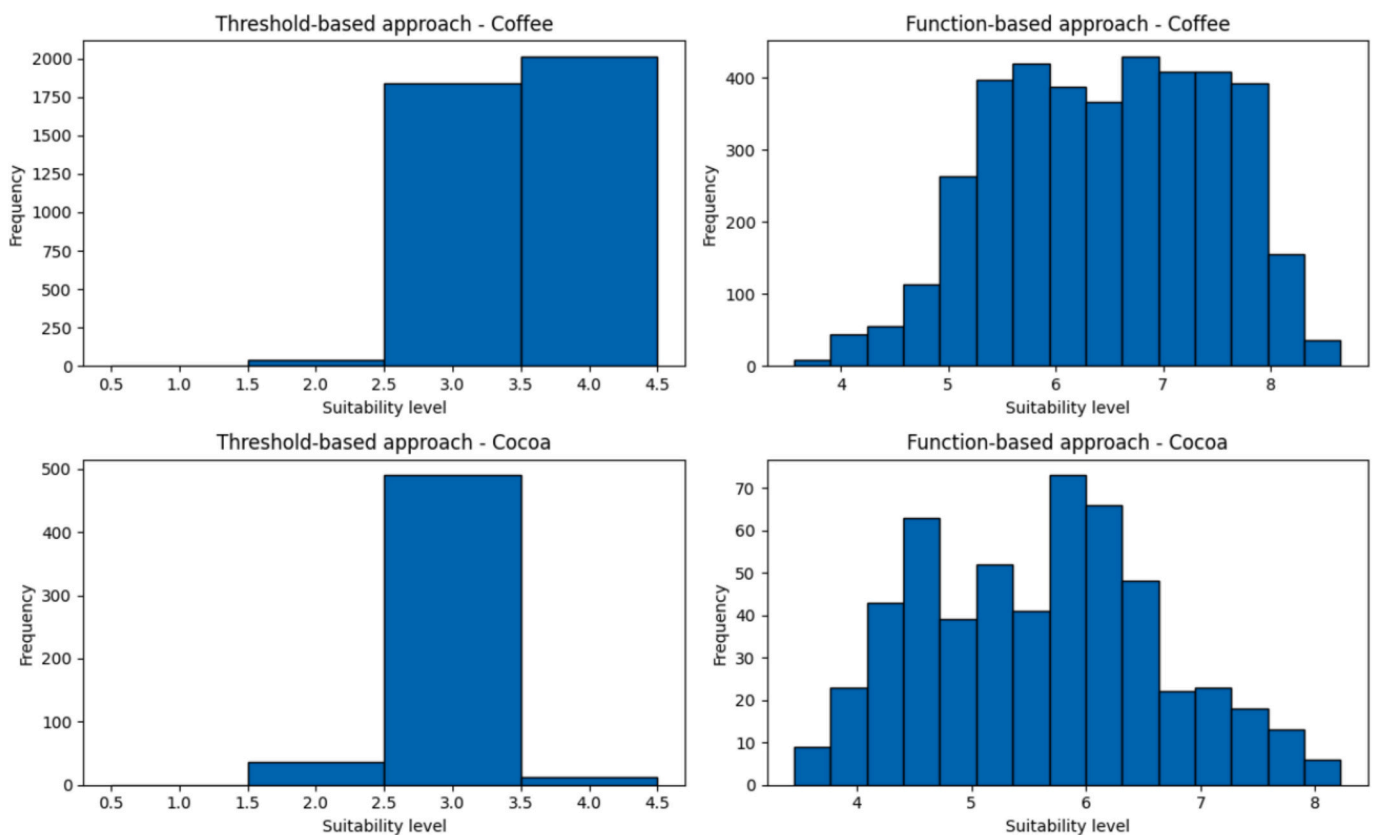 Threshold-based approach - Coffee
Frequency
2000
1750
1500
1250
1000
750
500
250
0
0.5 1.0 1.5 2.0 2.5 3.0 3.5 4.0 4.5
Suitability level
Function-based approach - Coffee
Frequency
400
300
200
100
0
4 5 6 7 8
Suitability level
Threshold-based approach - Cocoa
Frequency
500
400
300
200
100
0
0.5 1.0 1.5 2.0 2.5 3.0 3.5 4.0 4.5
Suitability level
Function-based approach - Cocoa
Frequency
70
60
50
40
30
20
10
0
4 5 6 7 8
Suitability level